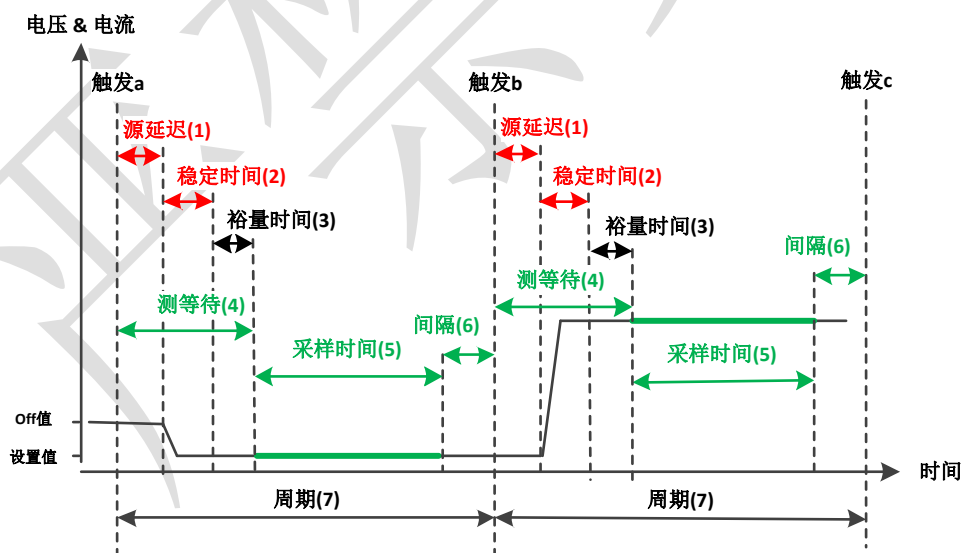 电压 & 电流
触发a
触发b
触发c
源延迟(1)
源延迟(1)
稳定时间(2)
稳定时间(2)
裕量时间(3)
裕量时间(3)
间隔(6)
测等待(4)
测等待(4)
间隔(6)
采样时间(5)
采样时间(5)
Off值
设置值
时间
周期(7)
周期(7)